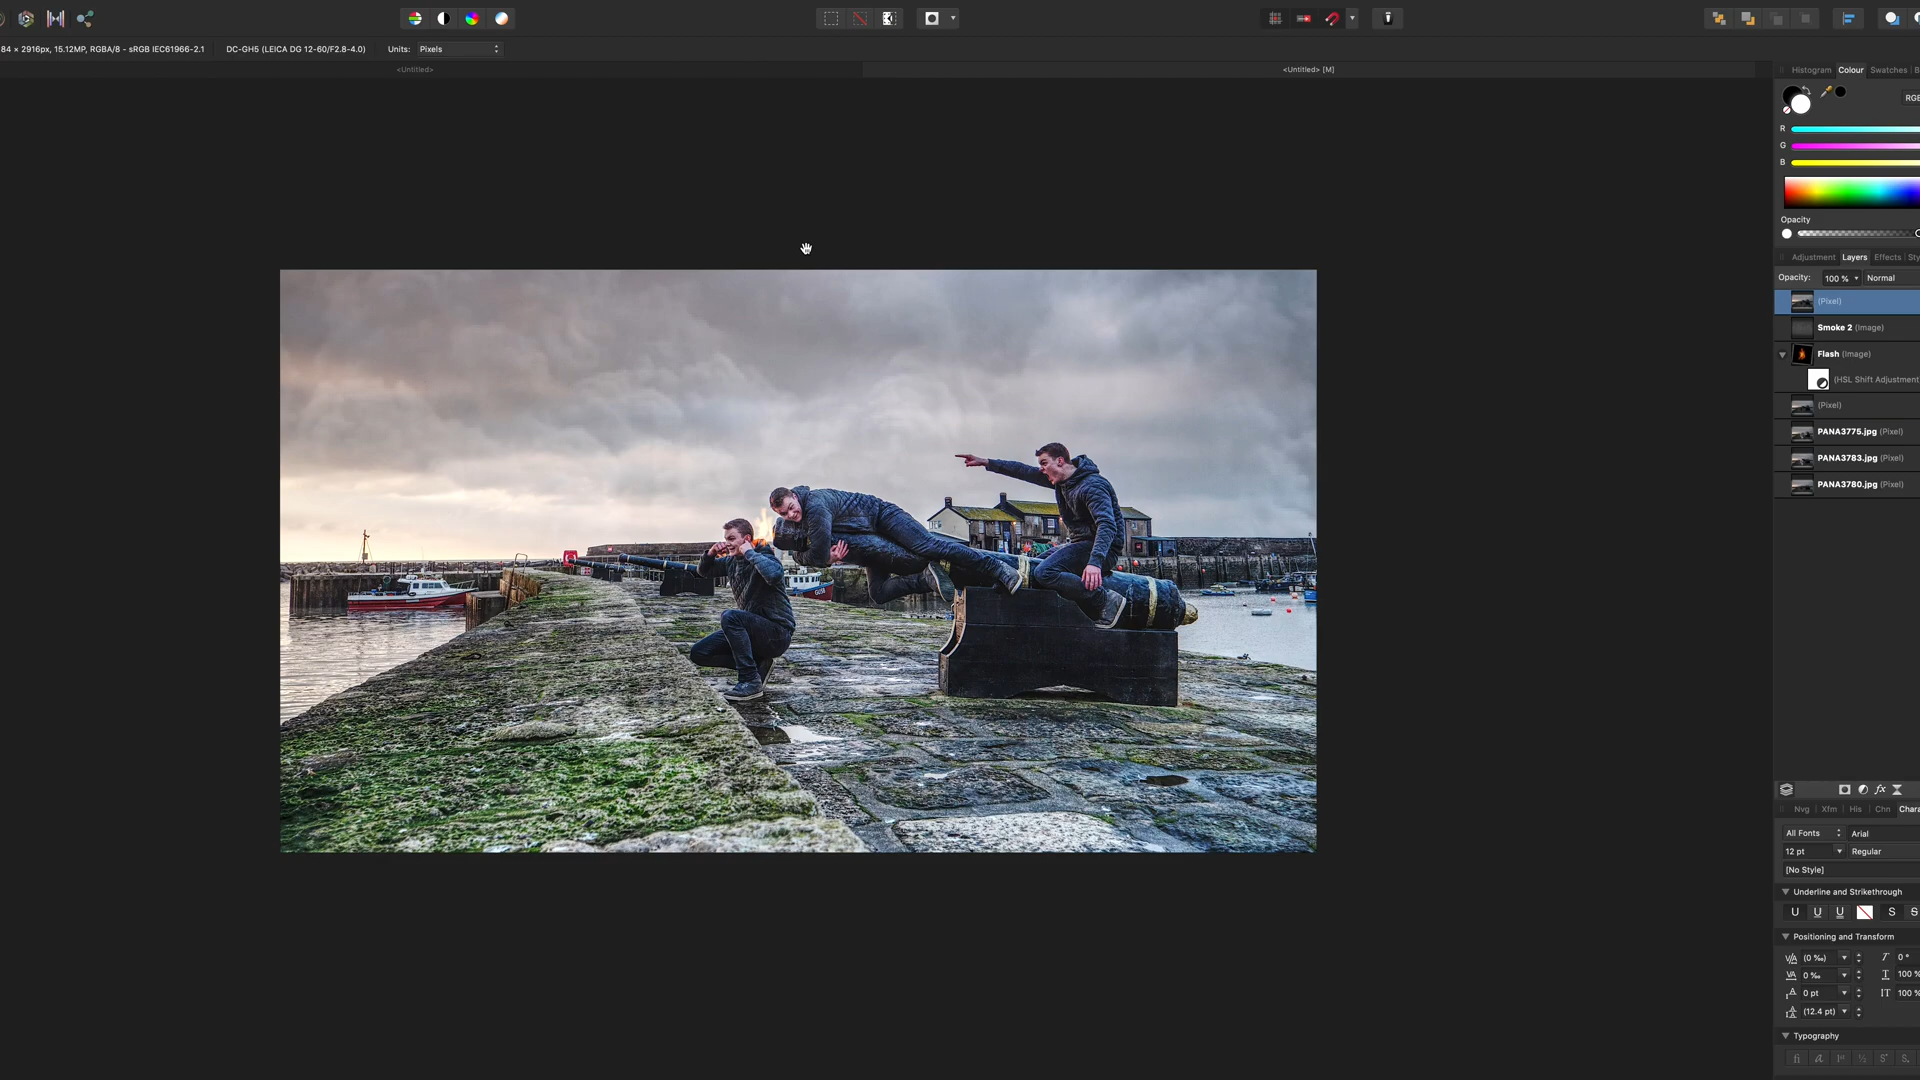 84 × 2916px, 15.12MP, RGBA/8 - sRGB IEC61966-2.1
DC-GH5 (LEICA DG 12-60/F2.8-4.0)
Units: Pixels
<Untitled>
<Untitled> [M]
Histogram Colour Swatches
RGB
R
G
B
Opacity
Adjustment Layers Effects
Opacity: 100 % Normal
(Pixel)
Smoke 2 (Image)
Flash (Image)
(HSL Shift Adjustment
(Pixel)
PANA3775.jpg (Pixel)
PANA3783.jpg (Pixel)
PANA3780.jpg (Pixel)
fx
Nvg Xfm His Chn Chara
All Fonts Arial
12 pt Regular
[No Style]
Underline and Strikethrough
U U U S S
Positioning and Transform
(0 ‰) 0 °
0 ‰ 100 %
0 pt 100 %
(12.4 pt)
Typography